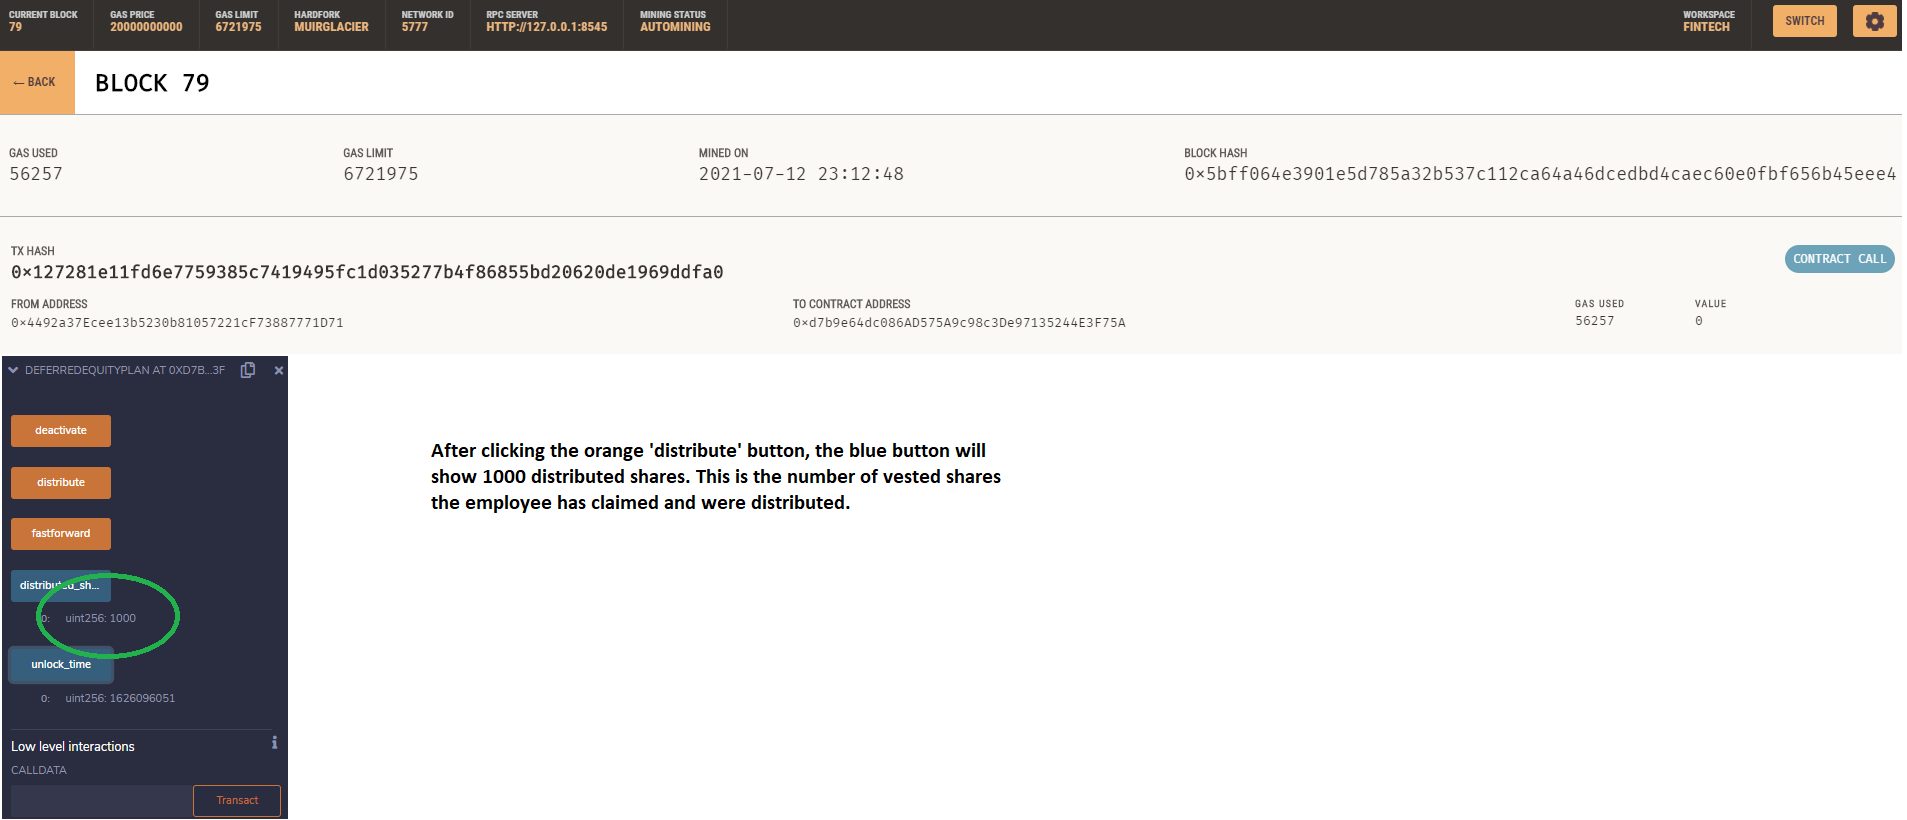 CURRENT BLOCK GAS PRICE GAS LIMIT HARDFORK NETWORK ID RPC SERVER MINING STATUS WORKSPACE
79 20000000000 6721975 MUIRGLACIER 5777 HTTP://127.0.0.1:8545 AUTOMINING FINTECH SWITCH
← BACK BLOCK 79
GAS USED GAS LIMIT MINED ON BLOCK HASH
56257 6721975 2021-07-12 23:12:48 0×5bff064e3901e5d785a32b537c112ca64a46dcedbd4caec60e0fbf656b45eee4
TX HASH
0×127281e11fd6e7759385c7419495fc1d035277b4f86855bd20620de1969ddfa0 CONTRACT CALL
FROM ADDRESS TO CONTRACT ADDRESS GAS USED VALUE
0×4492a37Ecee13b5230b81057221cF73887771D71 0×d7b9e64dc086AD575A9c98c3De97135244E3F75A 56257 0
DEFERREDEQUITYPLAN AT 0XD7B...3F
deactivate
distribute
fastforward
distributed_sh...
0: uint256: 1000
unlock_time
0: uint256: 1626096051
Low level interactions
CALLDATA
Transact
After clicking the orange 'distribute' button, the blue button will
show 1000 distributed shares. This is the number of vested shares
the employee has claimed and were distributed.